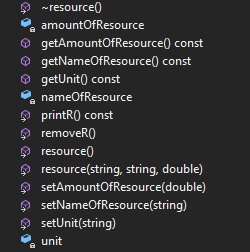 ~resource()
amountOfResource
getAmountOfResource() const
getNameOfResource() const
getUnit() const
nameOfResource
printR() const
removeR()
resource()
resource(string, string, double)
setAmountOfResource(double)
setNameOfResource(string)
setUnit(string)
unit